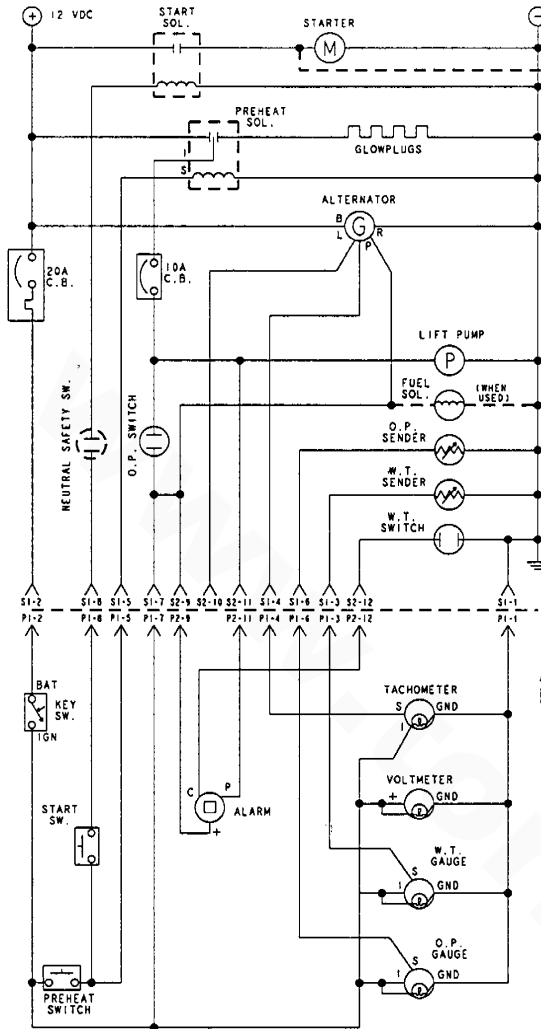 12 VDC
START
SOL.
STARTER
M
PREHEAT
SOL.
I
S
GLOWPLUGS
ALTERNATOR
B
L
G
R
P
20A
C.B.
10A
C.B.
LIFT PUMP
P
FUEL
SOL.
(WHEN
USED)
NEUTRAL SAFETY SW.
O.P. SWITCH
O.P.
SENDER
W.T.
SENDER
W.T.
SWITCH
S1-2 S1-8 S1-5 S1-7 S2-9 S2-10 S2-11 S1-4 S1-6 S1-3 S2-12 S1-1
P1-2 P1-8 P1-5 P1-7 P2-9 P2-11 P1-4 P1-6 P1-3 P2-12 P1-1
BAT
KEY
SW.
IGN
TACHOMETER
S
GND
I
VOLTMETER
+
GND
C
P
ALARM
+
START
SW.
W.T.
GAUGE
S
I
GND
O.P.
GAUGE
S
I
GND
PREHEAT
SWITCH